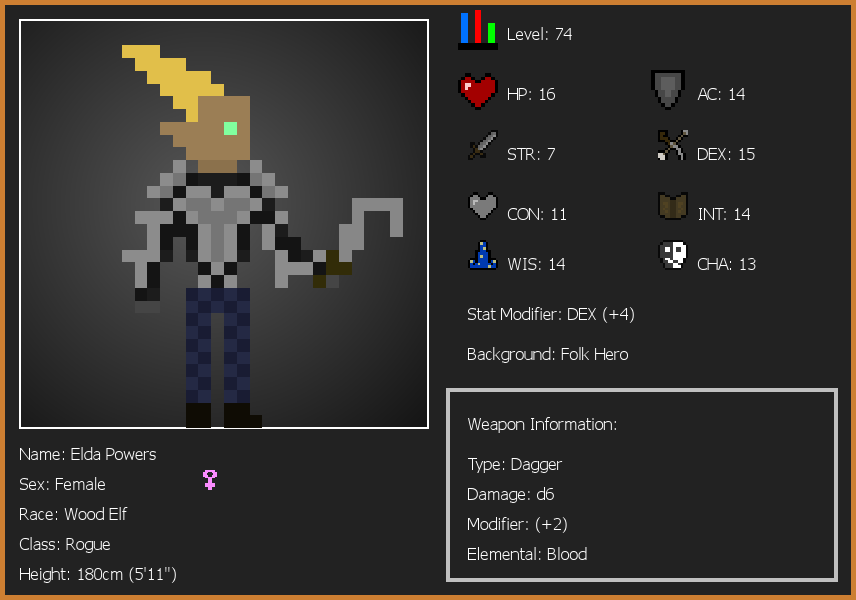 Level: 74
HP: 16
AC: 14
STR: 7
DEX: 15
CON: 11
INT: 14
WIS: 14
CHA: 13
Stat Modifier: DEX (+4)
Background: Folk Hero
Weapon Information:
Type: Dagger
Damage: d6
Modifier: (+2)
Elemental: Blood
Name: Elda Powers
Sex: Female
Race: Wood Elf
Class: Rogue
Height: 180cm (5'11")